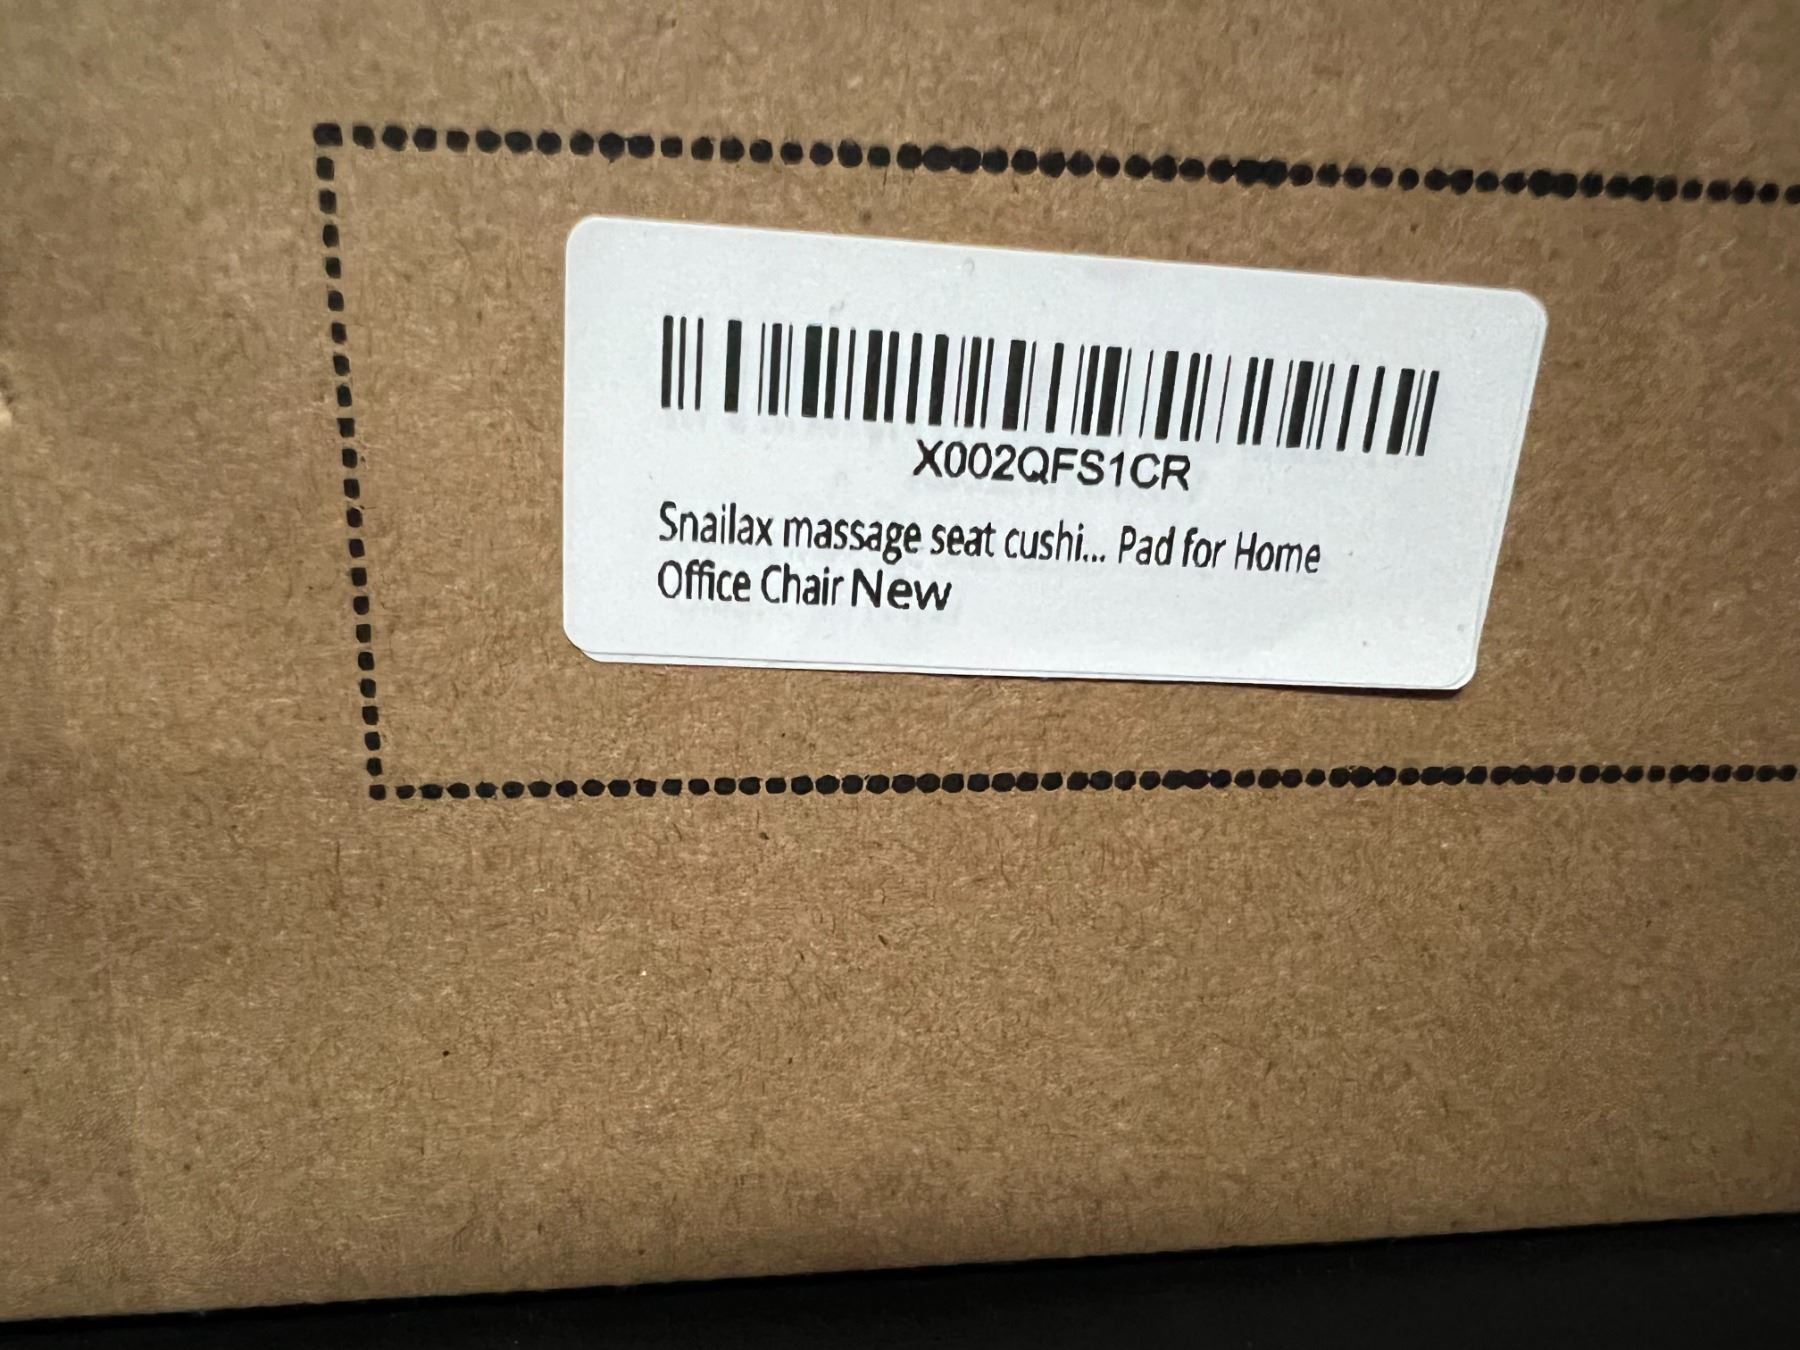 X002QFS1CR
Snailax massage seat cushi... Pad for Home
Office Chair New